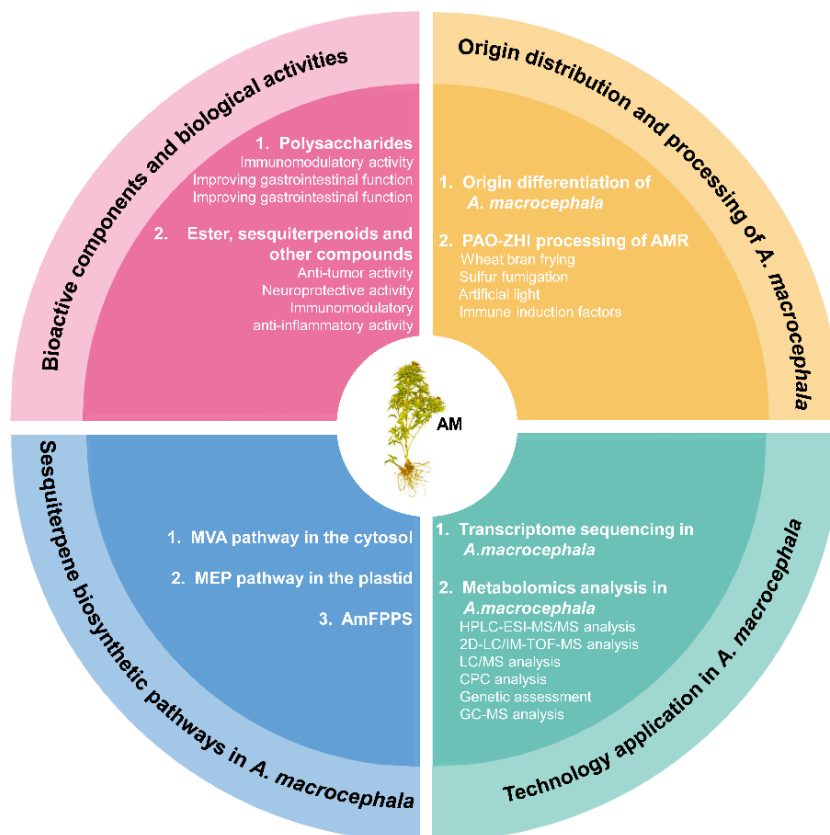 Bioactive components and biological activities
1. Polysaccharides
Immunomodulatory activity
Improving gastrointestinal function
Improving gastrointestinal function
2. Ester, sesquiterpenoids and
other compounds
Anti-tumor activity
Neuroprotective activity
Immunomodulatory
anti-inflammatory activity
Origin distribution and processing of A. macrocephala
1. Origin differentiation of
A. macrocephala
2. PAO-ZHI processing of AMR
Wheat bran frying
Sulfur fumigation
Artificial light
Immune induction factors
AM
Sesquiterpene biosynthetic pathways in A. macrocephala
1. MVA pathway in the cytosol
2. MEP pathway in the plastid
3. AmFPPS
1. Transcriptome sequencing in
A.macrocephala
2. Metabolomics analysis in
A.macrocephala
HPLC-ESI-MS/MS analysis
2D-LC/IM-TOF-MS analysis
LC/MS analysis
CPC analysis
Genetic assessment
GC-MS analysis
Technology application in A. macrocephala